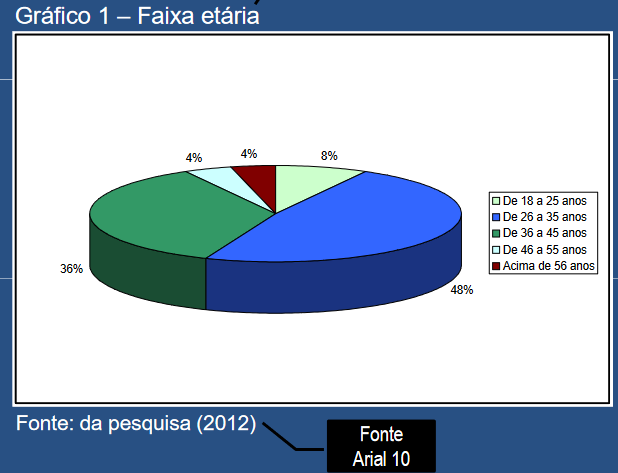 Gráfico 1 – Faixa etária
4%
4%
8%
36%
48%
De 18 a 25 anos
De 26 a 35 anos
De 36 a 45 anos
De 46 a 55 anos
Acima de 56 anos
Fonte: da pesquisa (2012)
Fonte
Arial 10